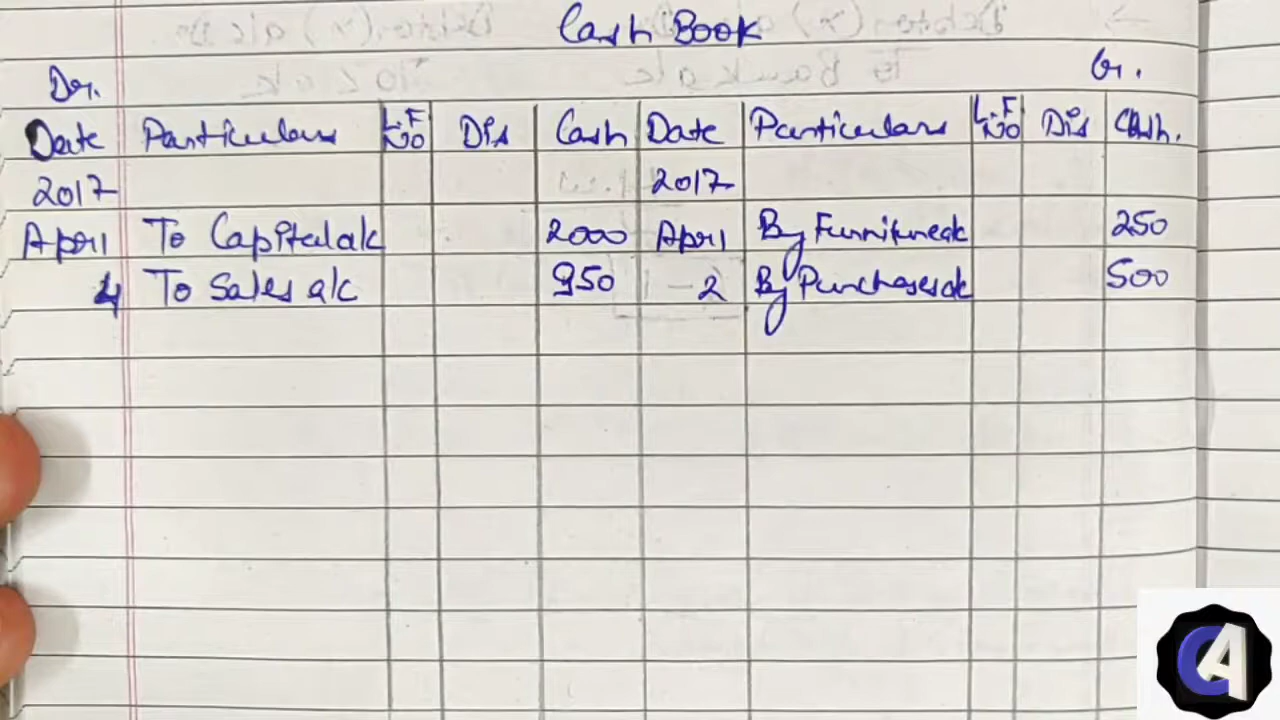 Cash Book
Dr. Cr.
Date Particulars L.F No Dis Cash Date Particulars L.F No Dis Cash.
2017 2017
April To Capital a/c 2000 April By Furniture a/c 250
4 To Sales a/c 950 2 By Purchases a/c 500
CA